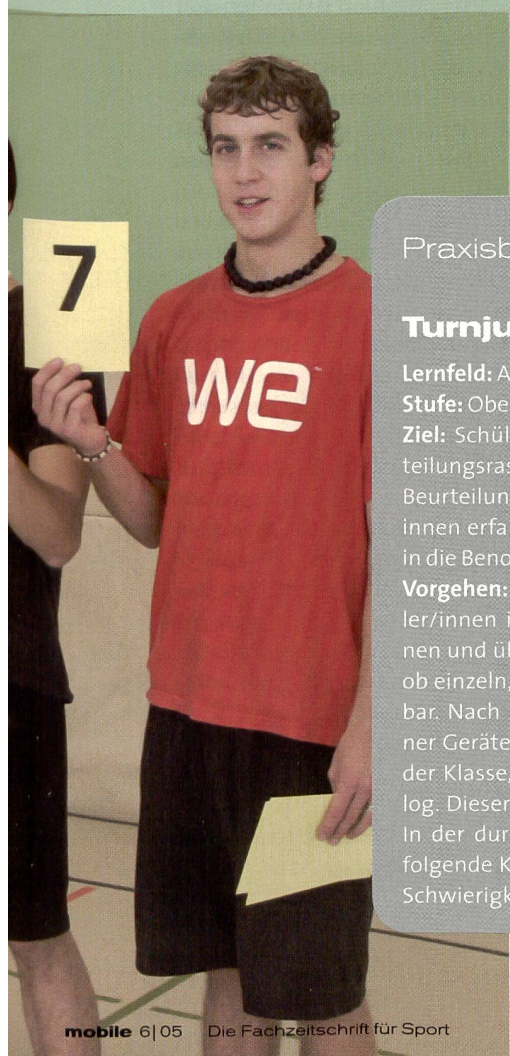 7
we
Praxisb
Turnju
Lernfeld: A
Stufe: Obe
Ziel: Schül
teilungsras
Beurteilun
innen erfa
in die Beno
Vorgehen:
ler/innen i
nen und üb
ob einzeln,
bar. Nach
ner Geräte
der Klasse,
log. Dieser
In der dur
folgende K
Schwierigk
mobile 6|05 Die Fachzeitschrift für Sport